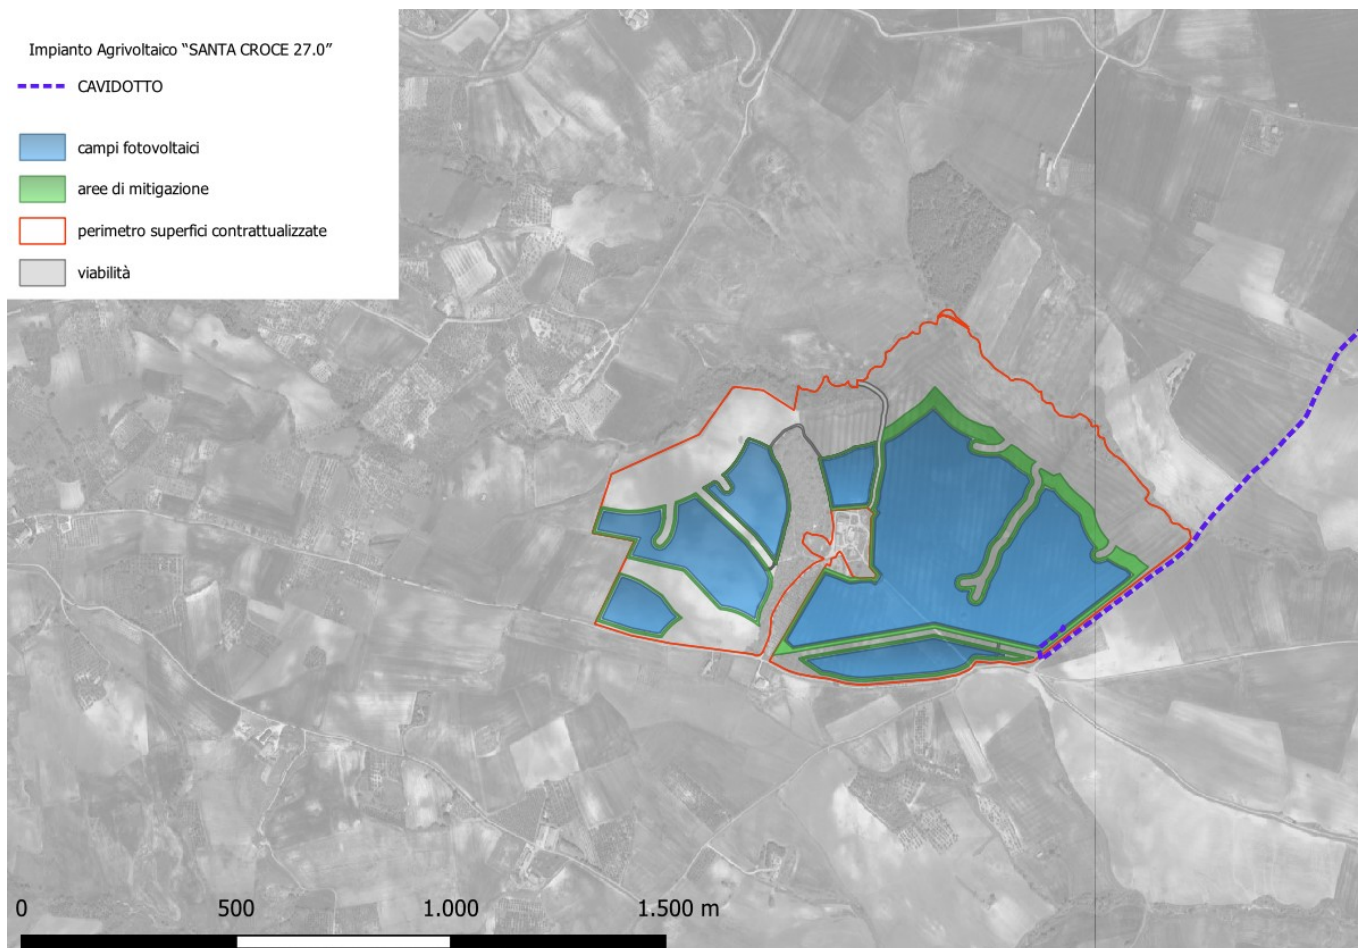 Impianto Agrivoltaico “SANTA CROCE 27.0”
CAVIDOTTO
campi fotovoltaici
aree di mitigazione
perimetro superfici contrattualizzate
viabilità
0 500 1.000 1.500 m